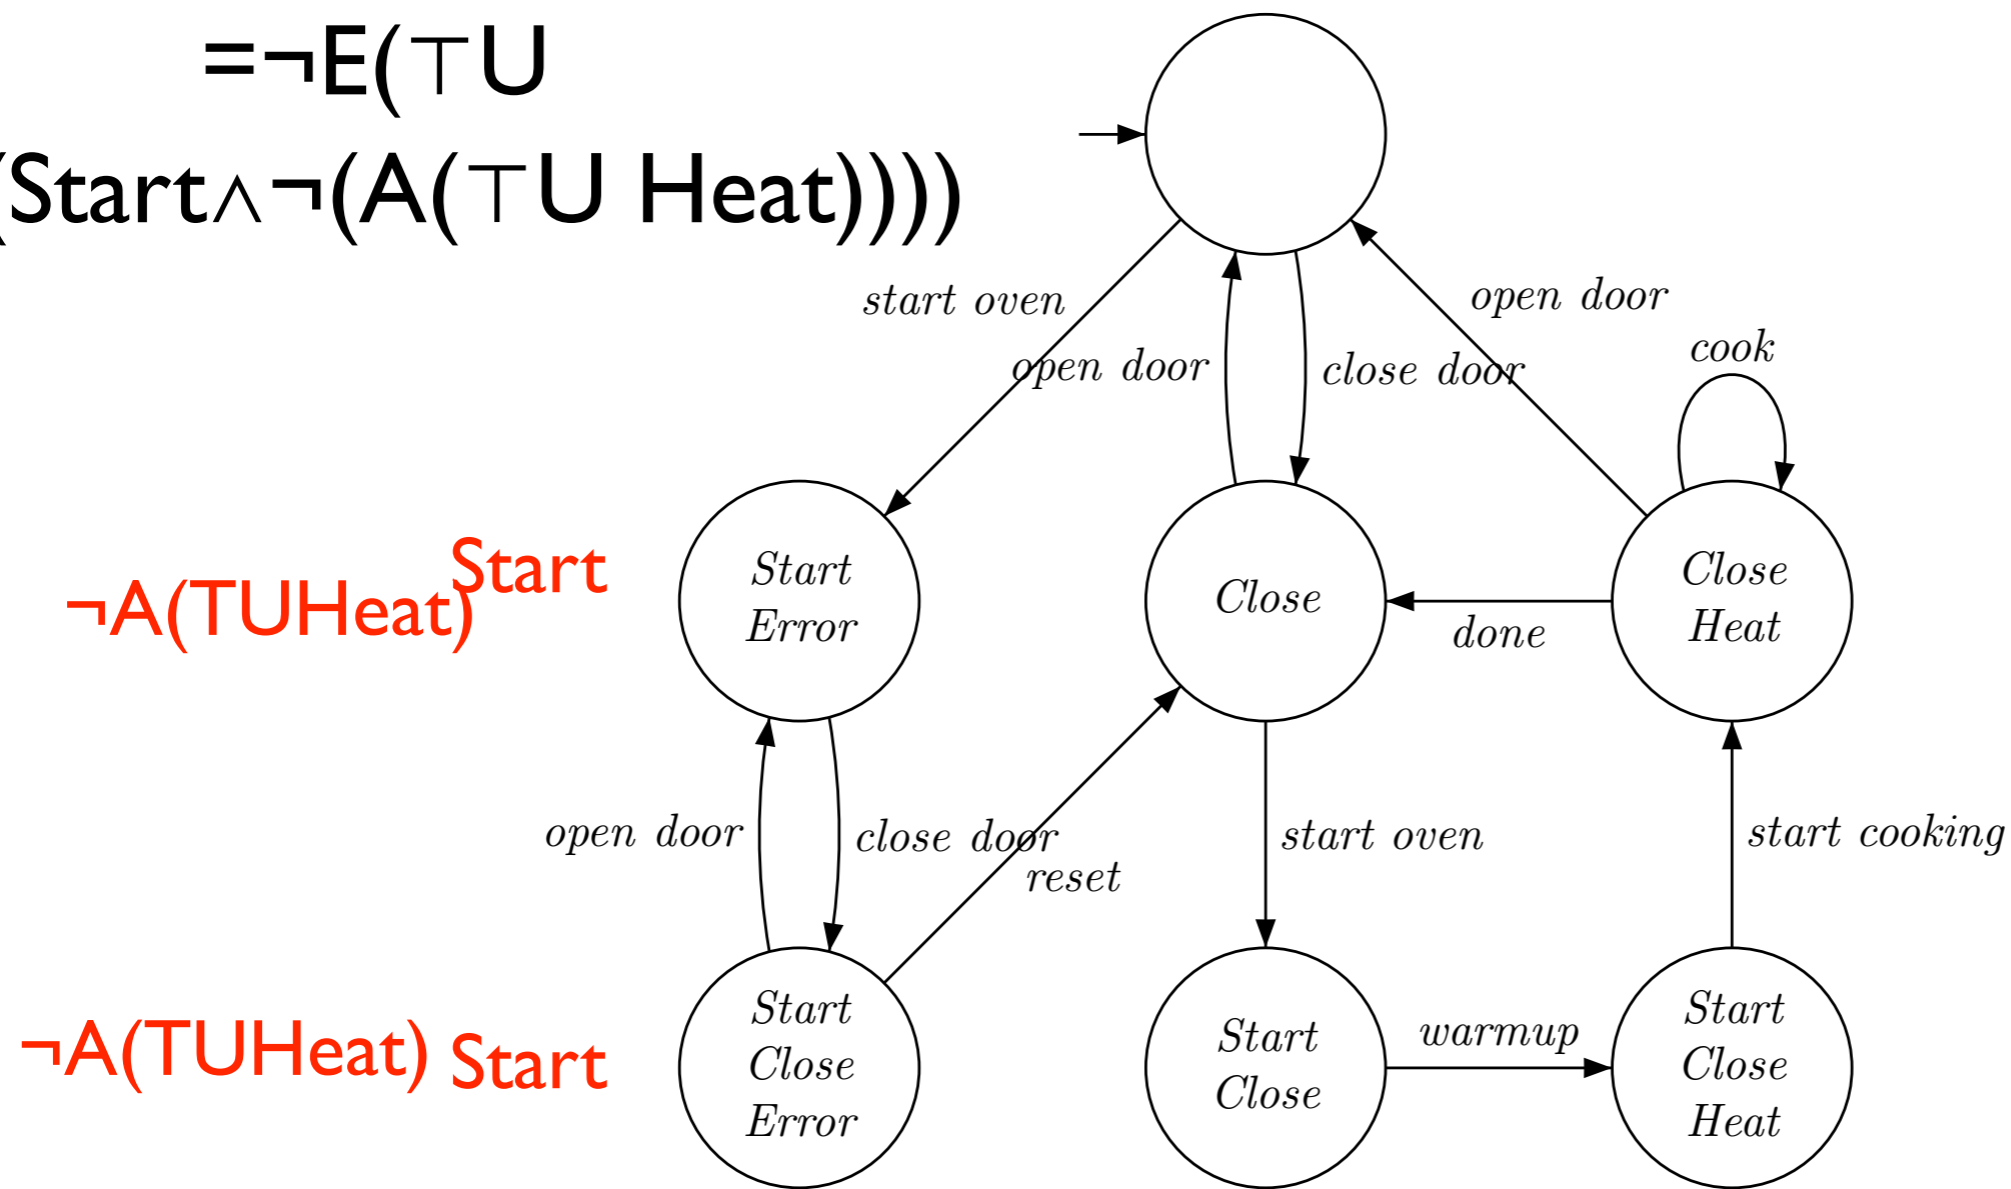 =¬E(⊤U
(Start∧¬(A(⊤U Heat))))
start oven
open door
open door
close door
cook
Start
¬A(TUHeat)
Start
Error
Close
Close
Heat
done
open door
close door
reset
start oven
start cooking
¬A(TUHeat) Start
Start
Close
Error
Start
Close
warmup
Start
Close
Heat